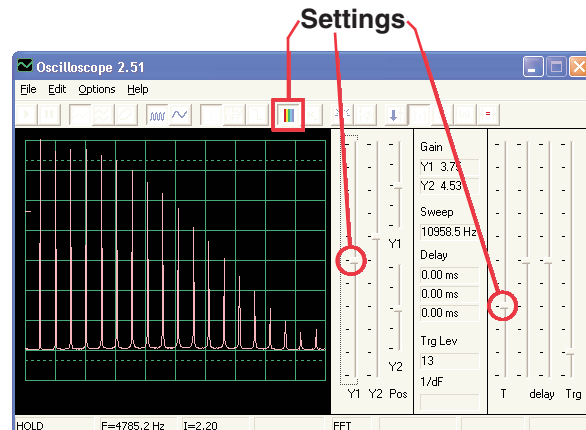 Settings
Oscilloscope 2.51
File Edit Options Help
Gain
Y1 3.75
Y2 4.53
Sweep
10958.5 Hz
Delay
0.00 ms
0.00 ms
0.00 ms
Trg Lev
13
1/dF
Y1
Y2
Y1 Y2 Pos
T delay Trg
HOLD F=4785.2 Hz I=2.20 FFT